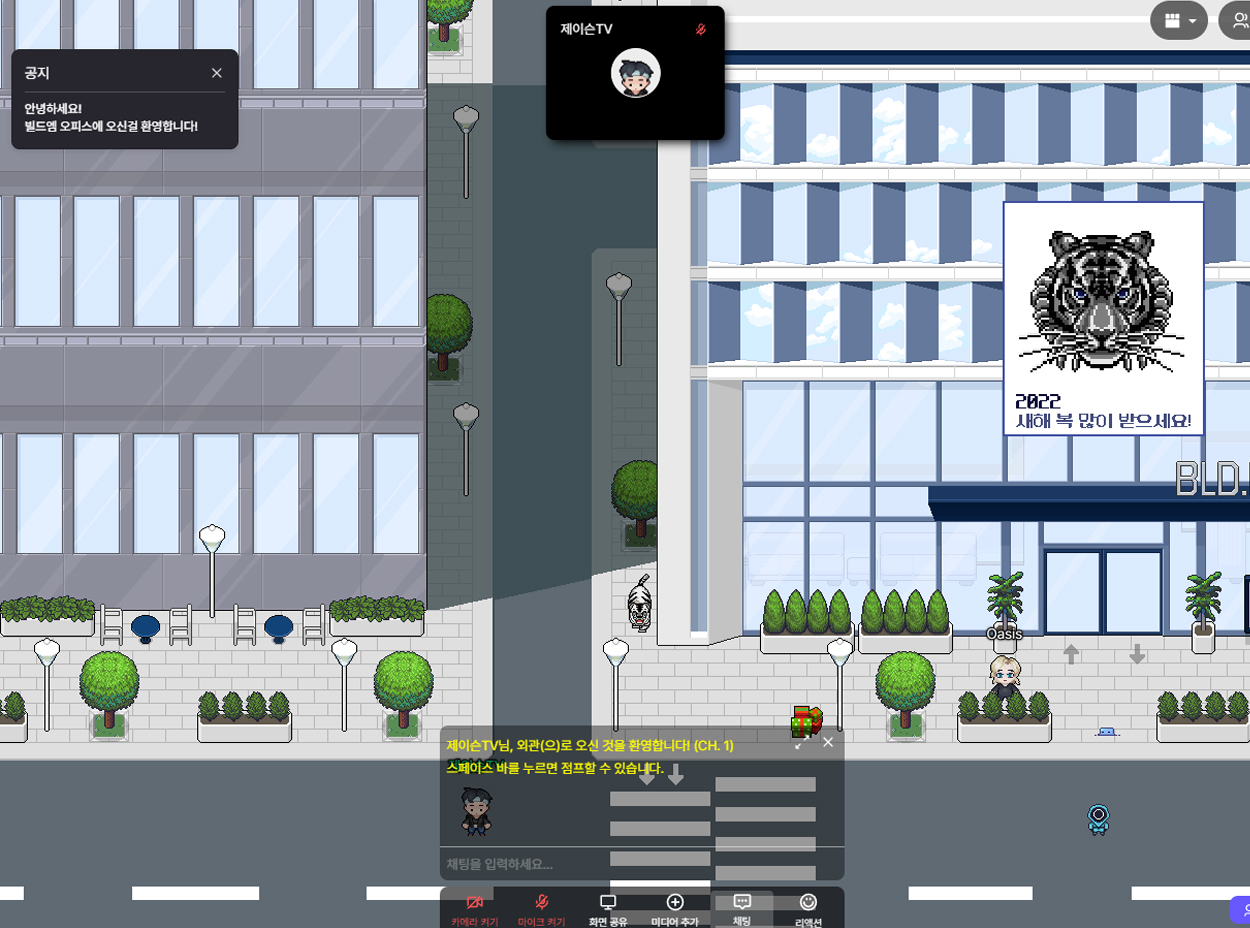 제이슨TV
공지
안녕하세요!
빌드엠 오피스에 오신걸 환영합니다!
2022
새해 복 많이 받으세요!
BLD.
Oasis
제이슨TV님, 외관(으)로 오신 것을 환영합니다! (CH. 1)
스페이스 바를 누르면 점프할 수 있습니다.
채팅을 입력하세요...
카메라 켜기
마이크 켜기
화면 공유
미디어 추가
채팅
리액션